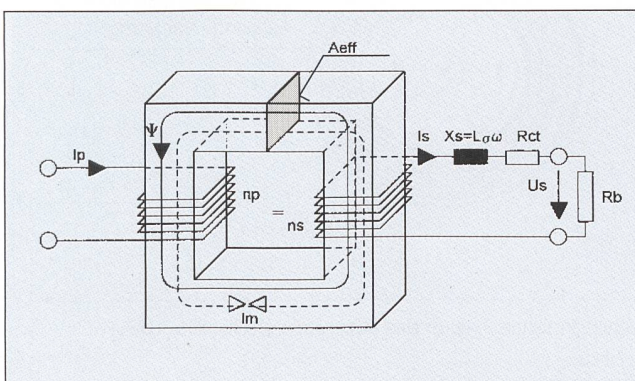 Aeff
Ψ
Ip
Is
Xs=Lσω
Rct
np
=
ns
Us
Rb
Im